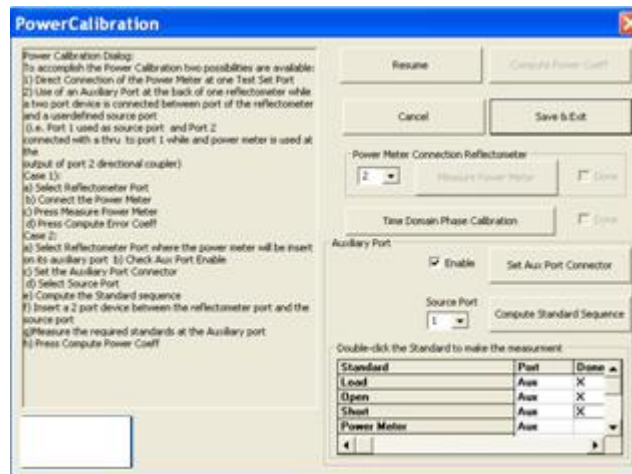 PowerCalibration
Power Calbration Dialog:
To accomplish the Power Calibration two possibilities are available:
1) Direct Connection of the Power Meter at one Test Set Port
2) Use of an Auxiliary Port at the back of one reflectometer while
a two port device is connected between port of the reflectometer
and a userdefined source port
(i.e. Port 1 used as source port and Port 2
connected with a thru to port 1 while and power meter is used at
the
output of port 2 directional coupler)
Case 1):
a) Select Reflectometer Port
b) Connect the Power Meter
c) Press Measure Power Meter
d) Press Compute Error Coeff
Case 2:
a) Select Reflectometer Port where the power meter will be insert
on its auxiliary port b) Check Aux Port Enable
c) Set the Auxiliary Port Connector
d) Select Source Port
e) Compute the Standard sequence
f) Insert a 2 port device between the reflectometer port and the
source port
g)Measure the required standards at the Auxiliary port
h) Press Compute Power Coeff
Resume
Compute Power Coeff
Cancel
Save & Exit
Power Meter Connection Reflectometer
2
Measure Power Meter
Done
Time Domain Phase Calibration
Done
Auxiliary Port
Enable
Set Aux Port Connector
Source Port
1
Compute Standard Sequence
Double-click the Standard to make the measurment
Standard Port Done
Load Aux X
Open Aux X
Short Aux X
Power Meter Aux